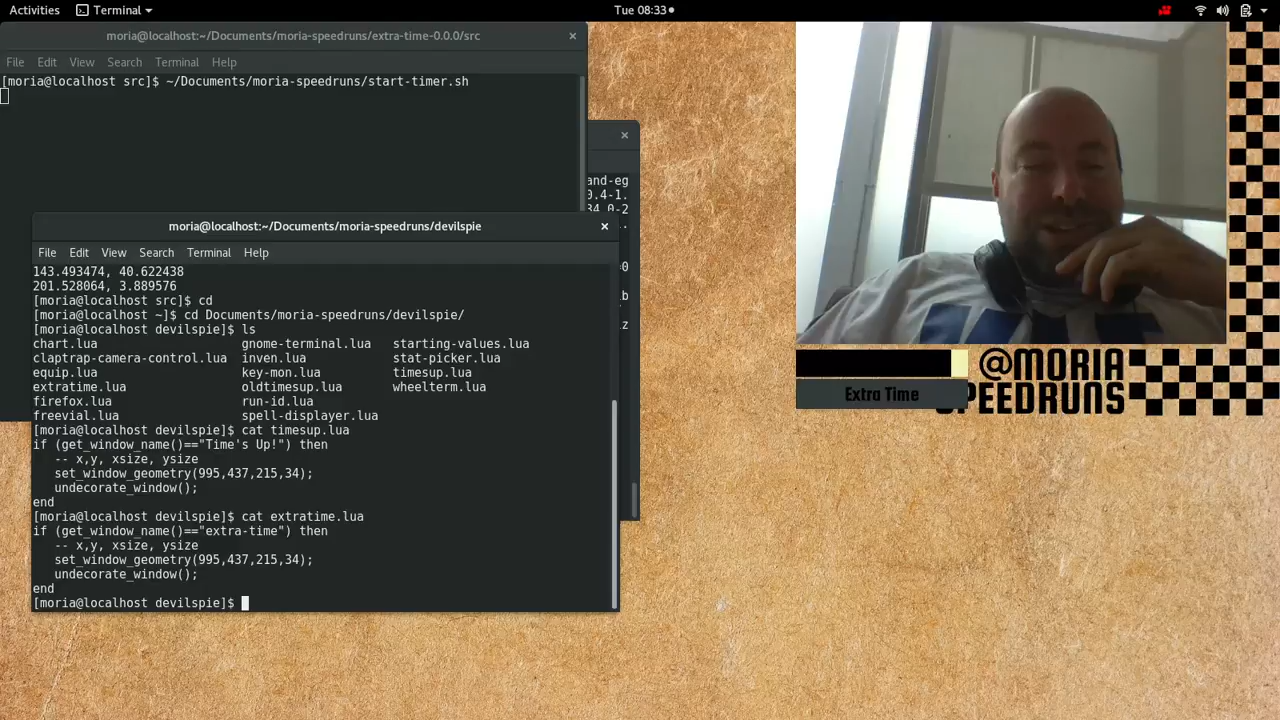 Activities
Terminal
Tue 08:33
moria@localhost:~/Documents/moria-speedruns/extra-time-0.0.0/src
File Edit View Search Terminal Help
[moria@localhost src]$ ~/Documents/moria-speedruns/start-timer.sh
and-eg
0.4-1.
34.0-2
moria@localhost:~/Documents/moria-speedruns/devilspie
File Edit View Search Terminal Help
143.493474, 40.622438
201.528064, 3.889576
[moria@localhost src]$ cd
[moria@localhost ~]$ cd Documents/moria-speedruns/devilspie/
[moria@localhost devilspie]$ ls
chart.lua gnome-terminal.lua starting-values.lua
claptrap-camera-control.lua inven.lua stat-picker.lua
equip.lua key-mon.lua timesup.lua
extratime.lua oldtimesup.lua wheelterm.lua
firefox.lua run-id.lua
freevial.lua spell-displayer.lua
[moria@localhost devilspie]$ cat timesup.lua
if (get_window_name()=="Time's Up!") then
-- x,y, xsize, ysize
set_window_geometry(995,437,215,34);
undecorate_window();
end
[moria@localhost devilspie]$ cat extratime.lua
if (get_window_name()=="extra-time") then
-- x,y, xsize, ysize
set_window_geometry(995,437,215,34);
undecorate_window();
end
[moria@localhost devilspie]$
@MORIA
SPEEDRUNS
Extra Time